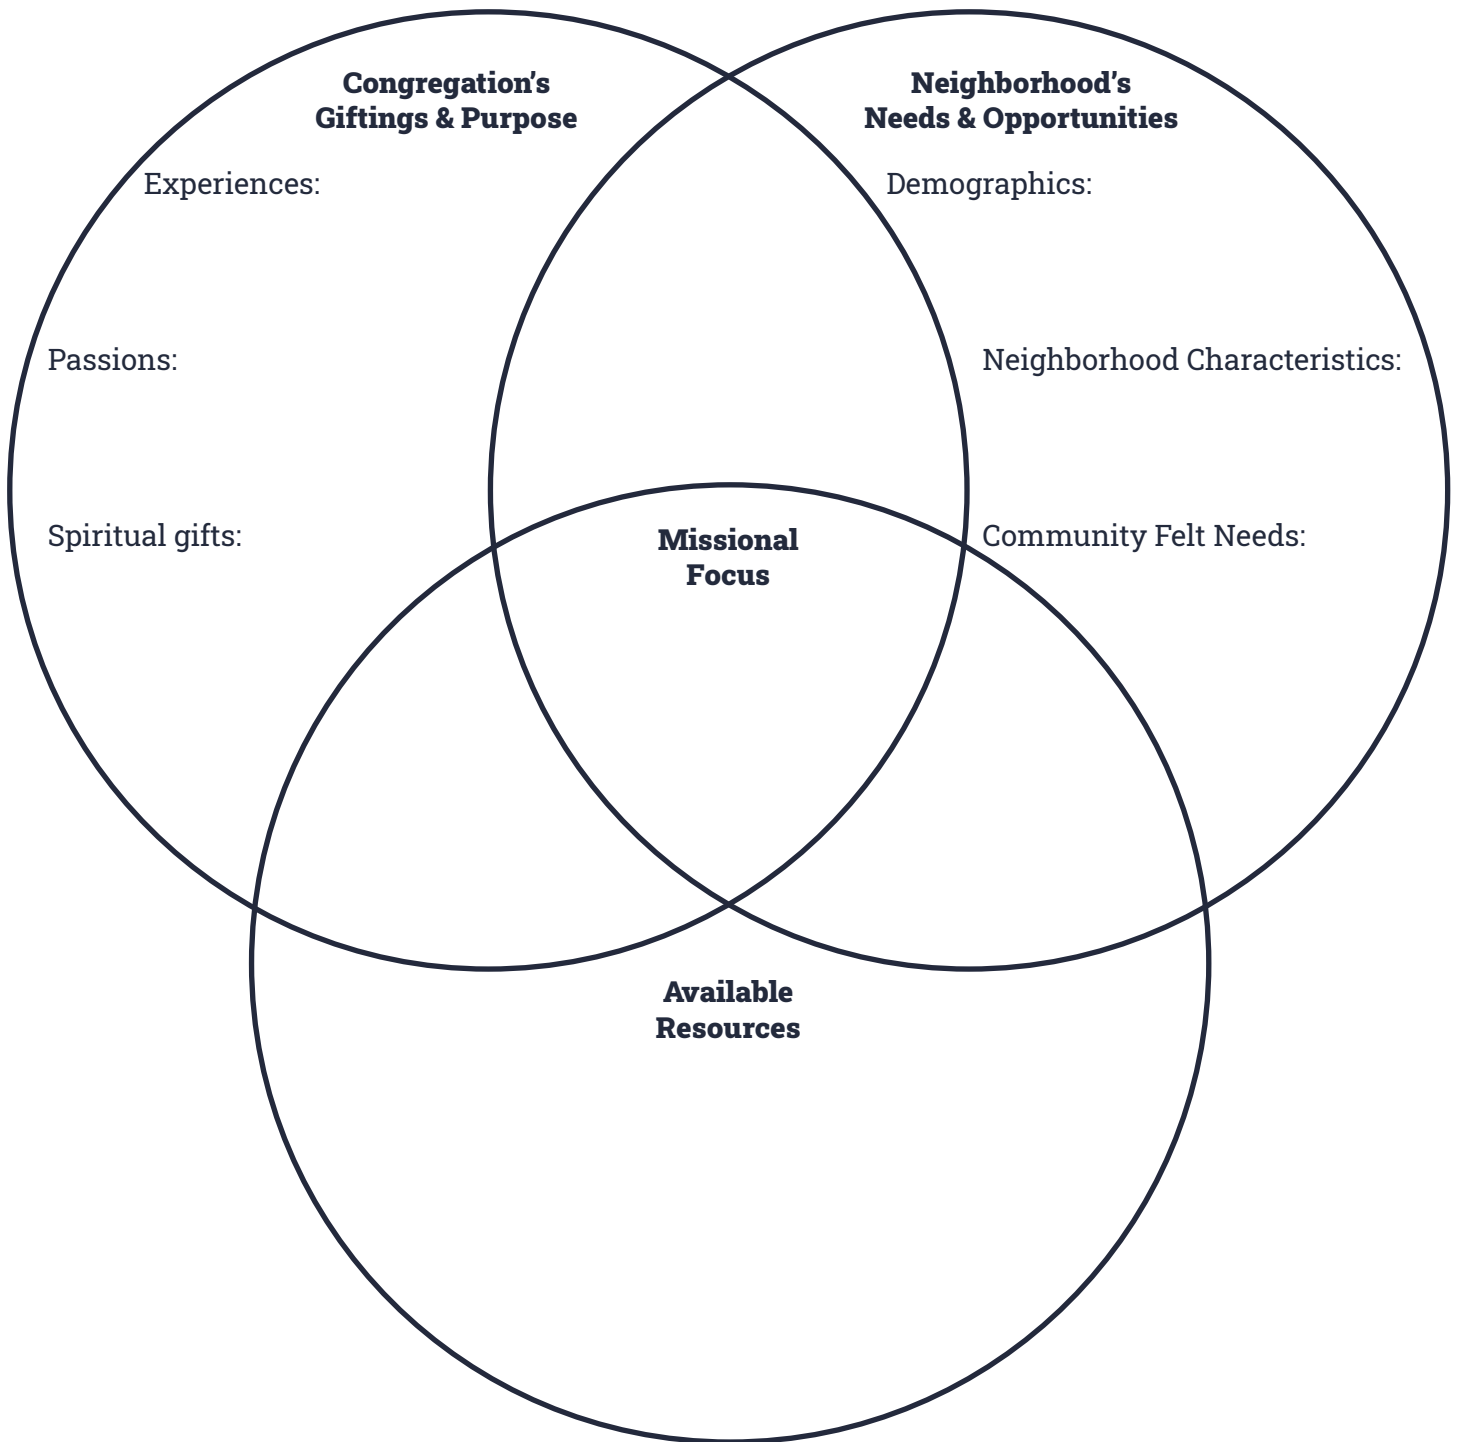 Congregation’s
Giftings & Purpose
Experiences:
Passions:
Spiritual gifts:
Neighborhood’s
Needs & Opportunities
Demographics:
Neighborhood Characteristics:
Community Felt Needs:
Missional
Focus
Available
Resources